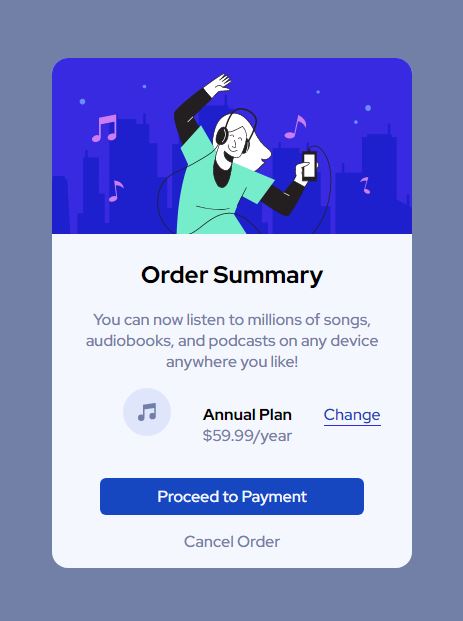 Order Summary
You can now listen to millions of songs,
audiobooks, and podcasts on any device
anywhere you like!
Annual Plan
Change
$59.99/year
Proceed to Payment
Cancel Order